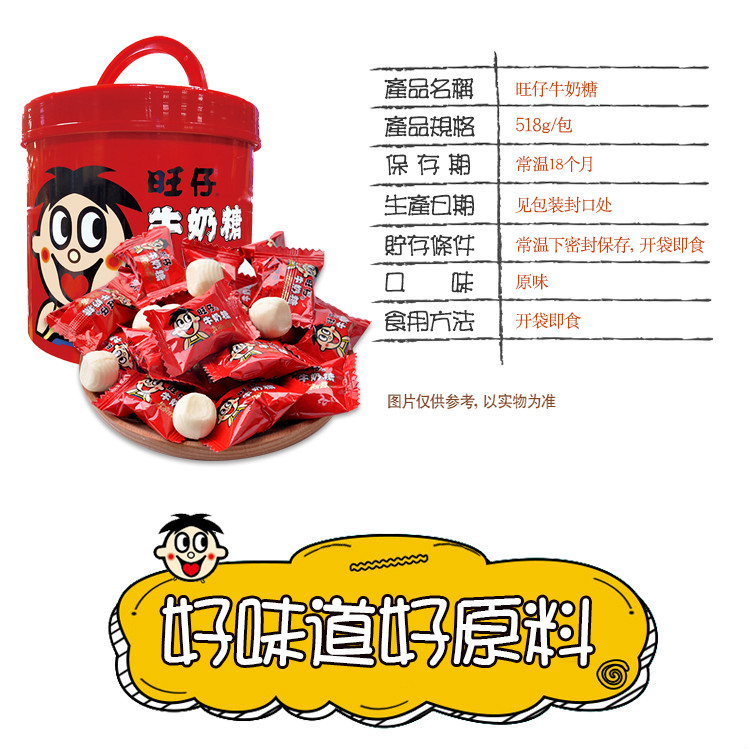 旺仔
牛奶糖
產品名稱 旺仔牛奶糖
產品規格 518g/包
保存期 常温18个月
生產日期 见包装封口处
貯存條件 常温下密封保存, 开袋即食
口味 原味
食用方法 开袋即食
图片仅供参考, 以实物为准
好味道好原料